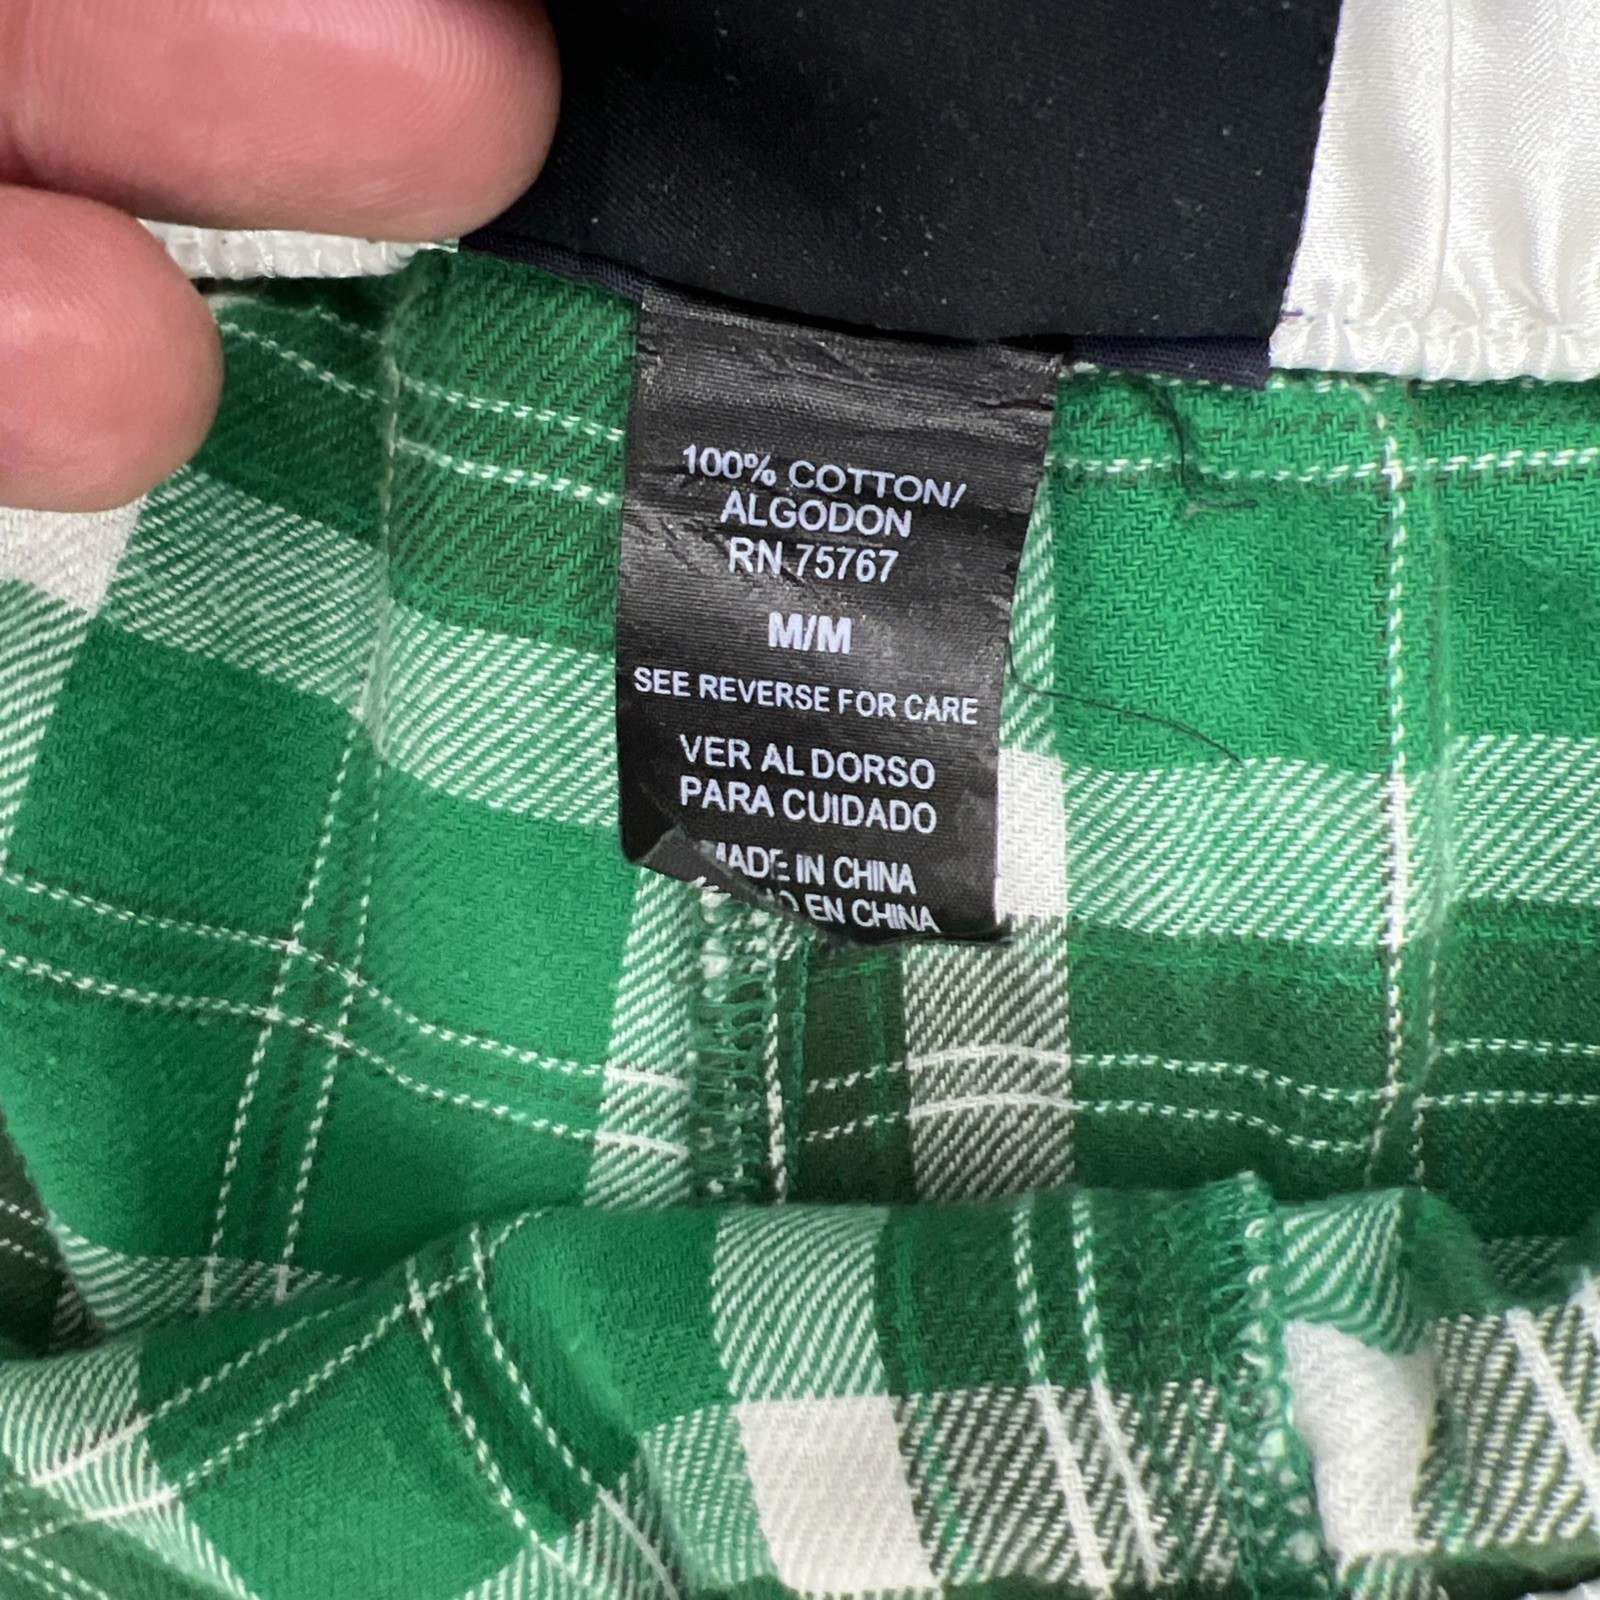 100% COTTON/
ALGODON
RN 75767
M/M
SEE REVERSE FOR CARE
VER AL DORSO
PARA CUIDADO
MADE IN CHINA
EN CHINA